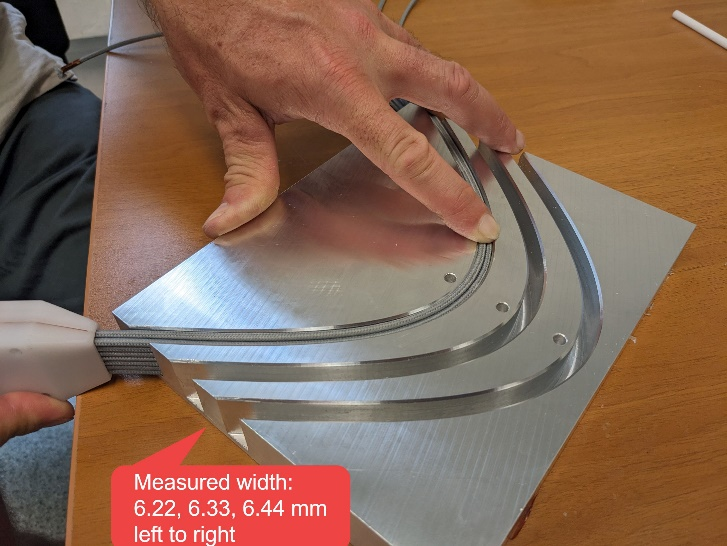 Measured width:
6.22, 6.33, 6.44 mm
left to right